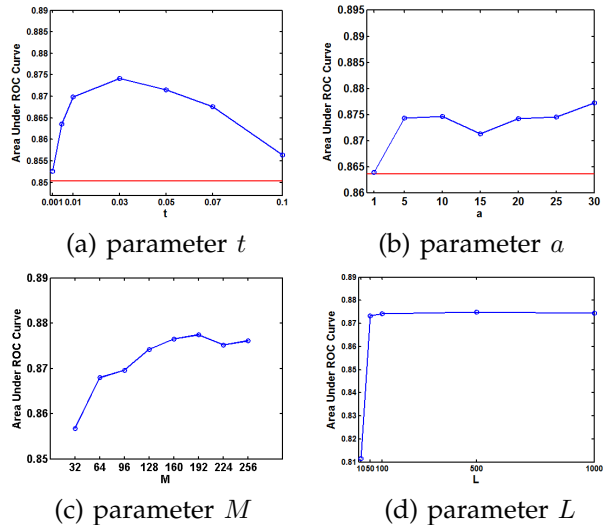 0.89
0.88
0.875
0.87
0.865
0.86
0.855
0.85
Area Under ROC Curve
0.001 0.01 0.03 0.05 0.07 0.1
t
(a) parameter t
0.895
0.89
0.885
0.88
0.875
0.87
0.865
0.86
Area Under ROC Curve
1 5 10 15 20 25 30
a
(b) parameter a
0.89
0.88
0.87
0.86
0.85
Area Under ROC Curve
32 64 96 128 160 192 224 256
M
(c) parameter M
0.89
0.88
0.87
0.86
0.85
0.84
0.83
0.82
0.81
Area Under ROC Curve
10 50 100 500 1000
L
(d) parameter L